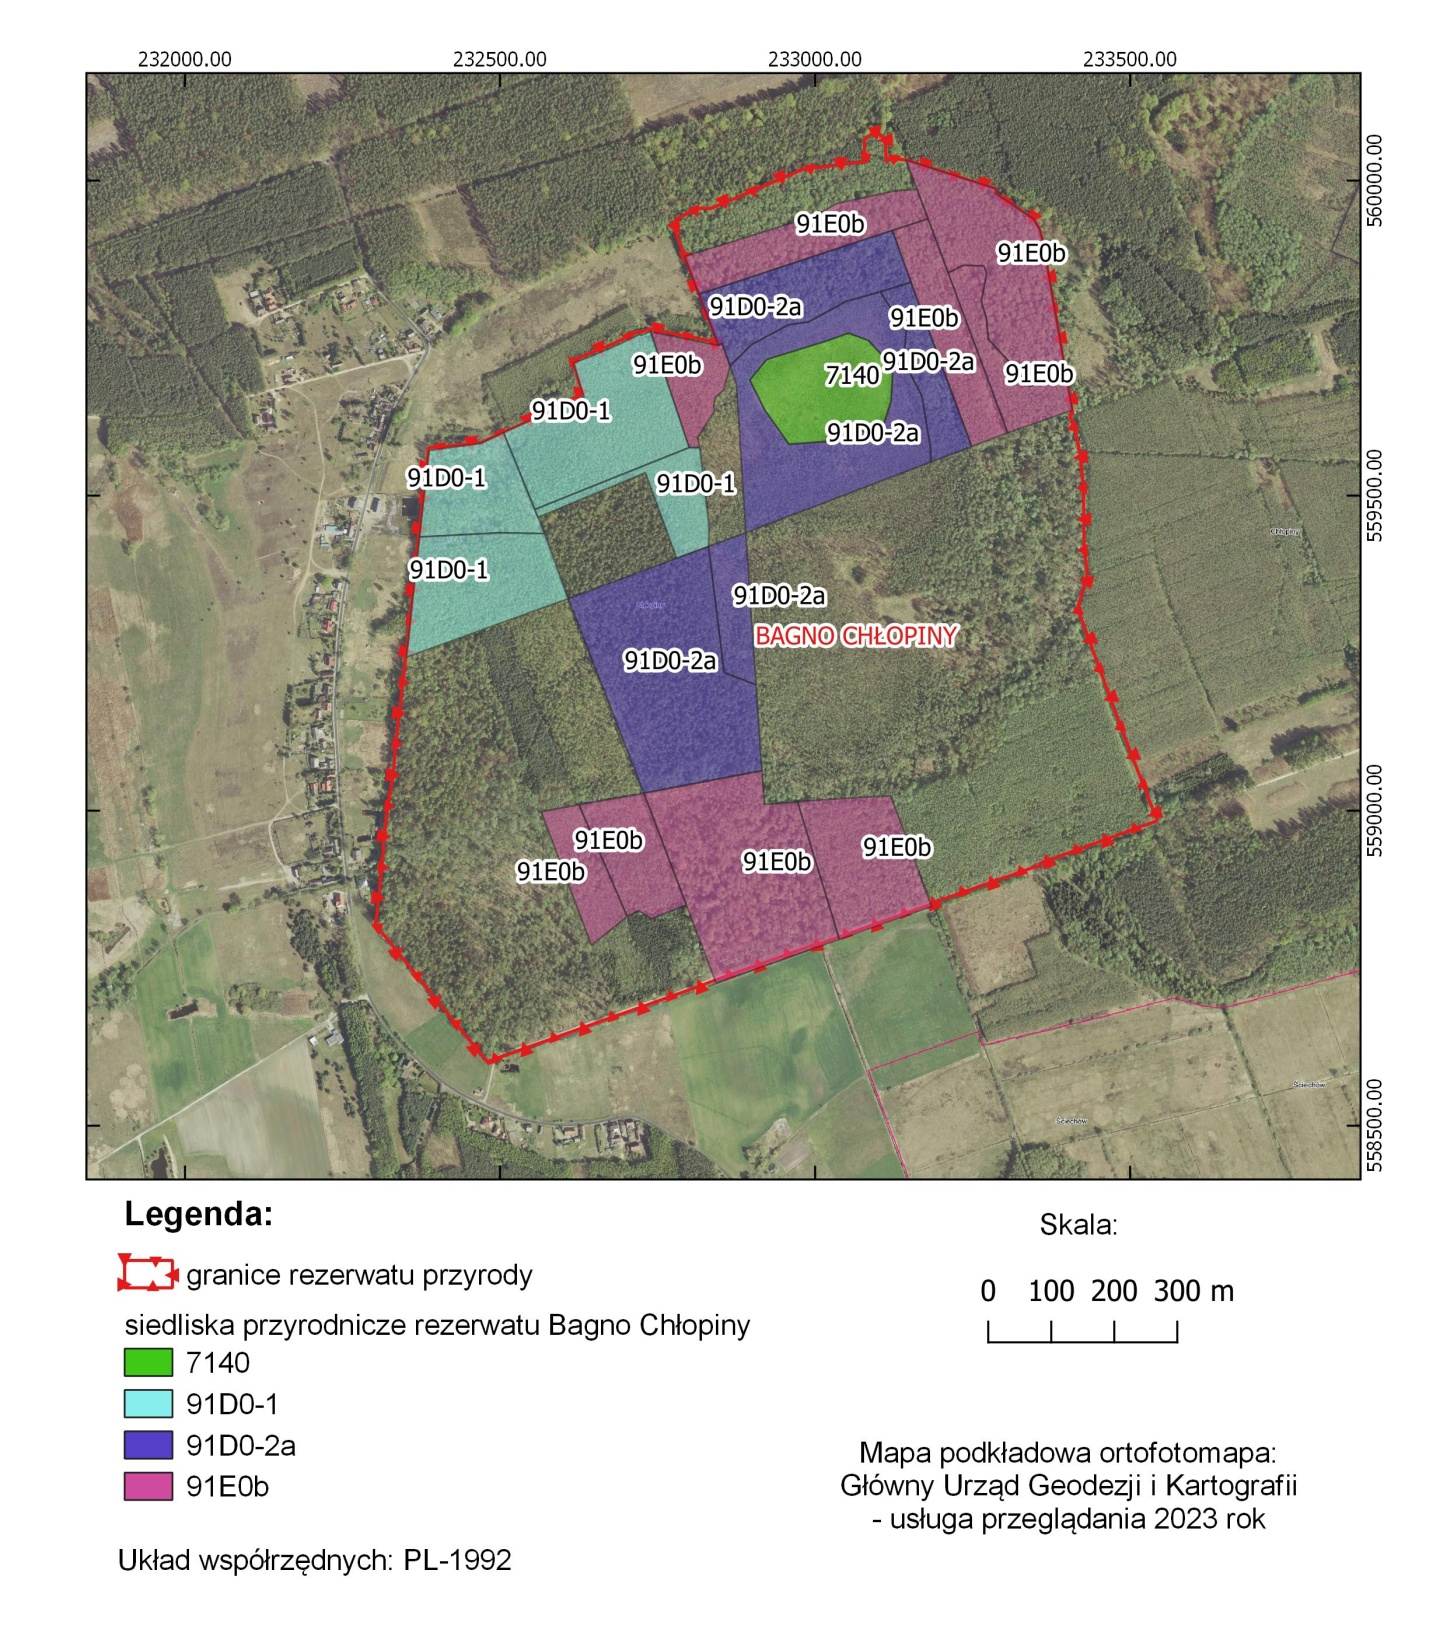 232000.00 232500.00 233000.00 233500.00
560000.00
91E0b
91E0b
91D0-2a
91E0b
91D0-2a
91E0b
7140
91E0b
91D0-1
91D0-2a
91D0-1
91D0-1
559500.00
Chłopiny
91D0-1
91D0-2a
Chłopiny
BAGNO CHŁOPINY
91D0-2a
559000.00
91E0b
91E0b
91E0b
91E0b
Ściechów
Ściechów
558500.00
Legenda:
granice rezerwatu przyrody
siedliska przyrodnicze rezerwatu Bagno Chłopiny
7140
91D0-1
91D0-2a
91E0b
Układ współrzędnych: PL-1992
Skala:
0 100 200 300 m
Mapa podkładowa ortofotomapa:
Główny Urząd Geodezji i Kartografii
- usługa przeglądania 2023 rok